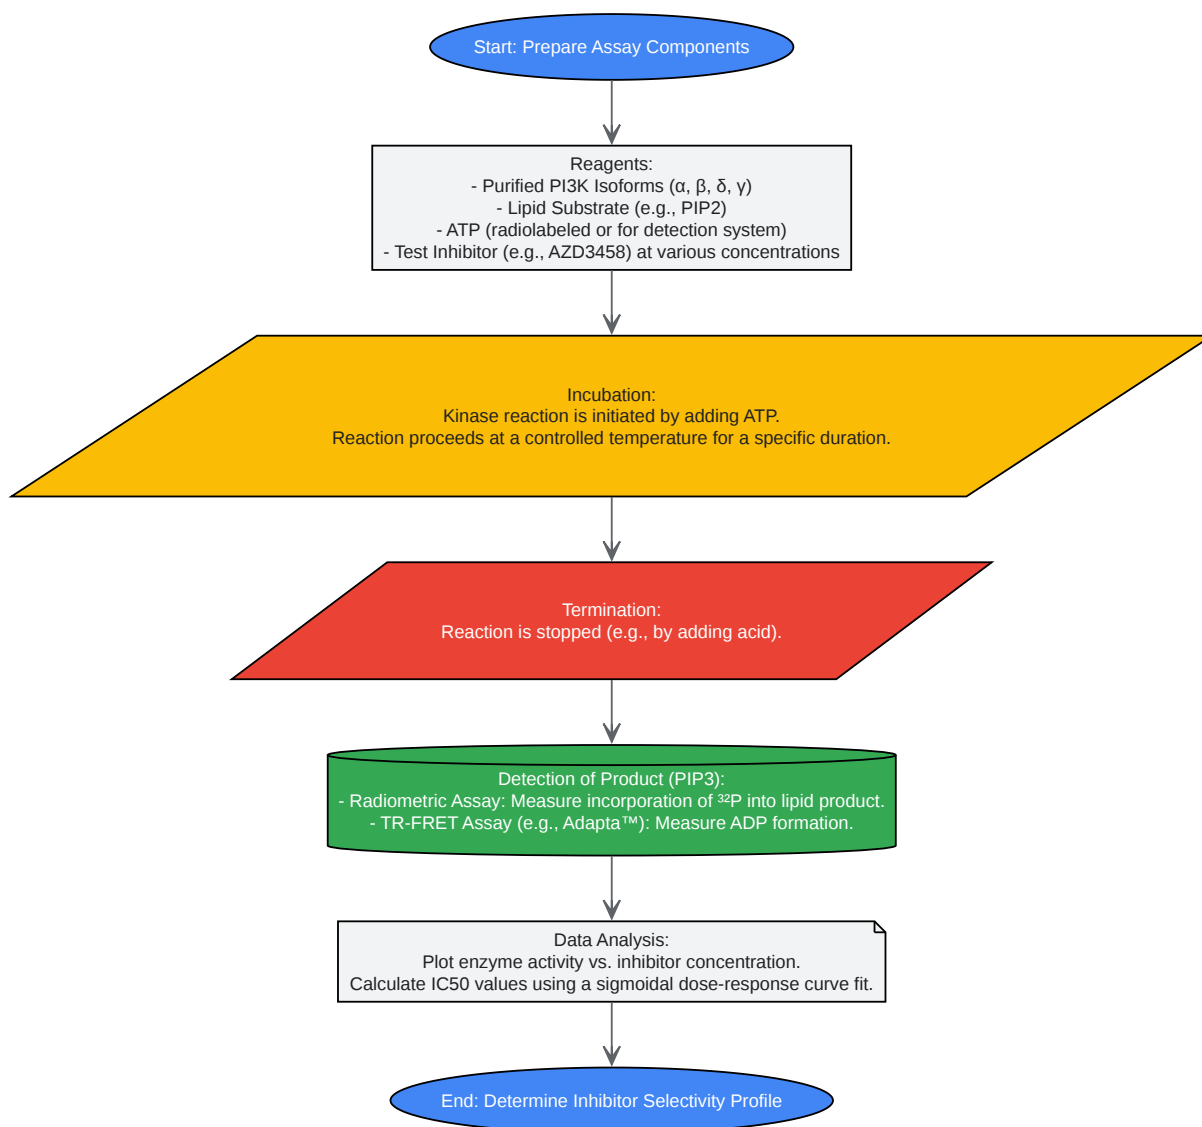 Start: Prepare Assay Components
Reagents:
- Purified PI3K Isoforms (α, β, δ, γ)
- Lipid Substrate (e.g., PIP2)
- ATP (radiolabeled or for detection system)
- Test Inhibitor (e.g., AZD3458) at various concentrations
Incubation:
Kinase reaction is initiated by adding ATP.
Reaction proceeds at a controlled temperature for a specific duration.
Termination:
Reaction is stopped (e.g., by adding acid).
Detection of Product (PIP3):
- Radiometric Assay: Measure incorporation of ³²P into lipid product.
- TR-FRET Assay (e.g., Adapta™): Measure ADP formation.
Data Analysis:
Plot enzyme activity vs. inhibitor concentration.
Calculate IC50 values using a sigmoidal dose-response curve fit.
End: Determine Inhibitor Selectivity Profile